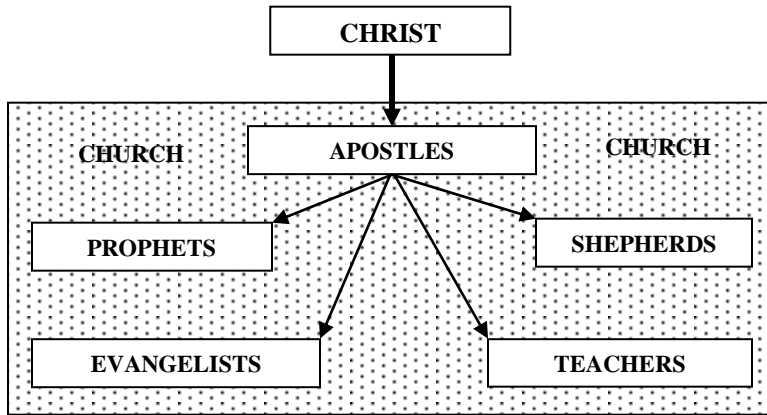 CHRIST
CHURCH
APOSTLES
CHURCH
PROPHETS
SHEPHERDS
EVANGELISTS
TEACHERS